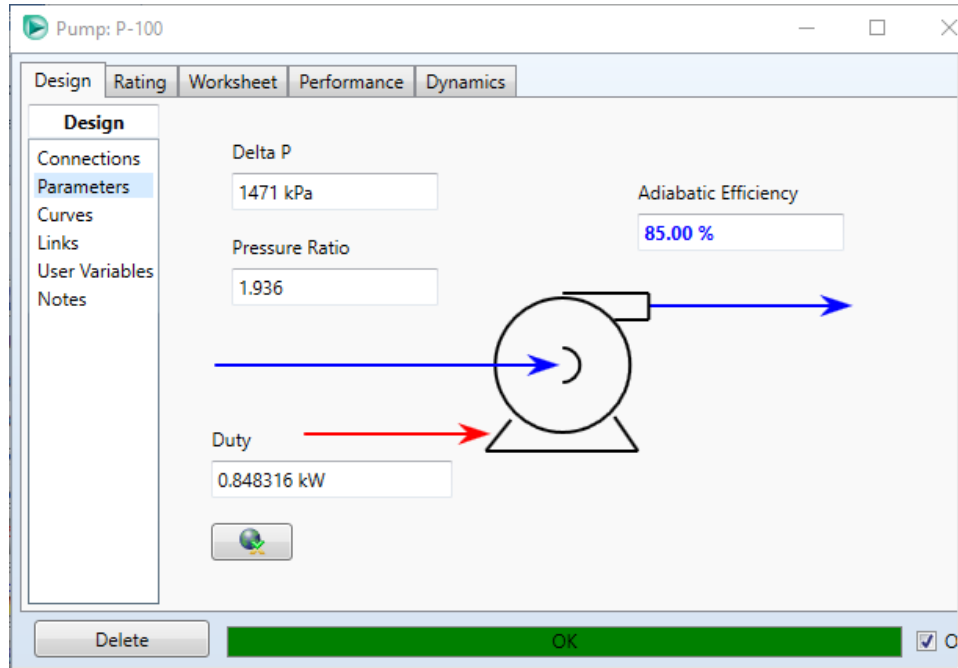 Pump: P-100
Design Rating Worksheet Performance Dynamics
Design
Connections
Parameters
Curves
Links
User Variables
Notes
Delta P
1471 kPa
Pressure Ratio
1.936
Adiabatic Efficiency
85.00 %
Duty
0.848316 kW
Delete
OK
O